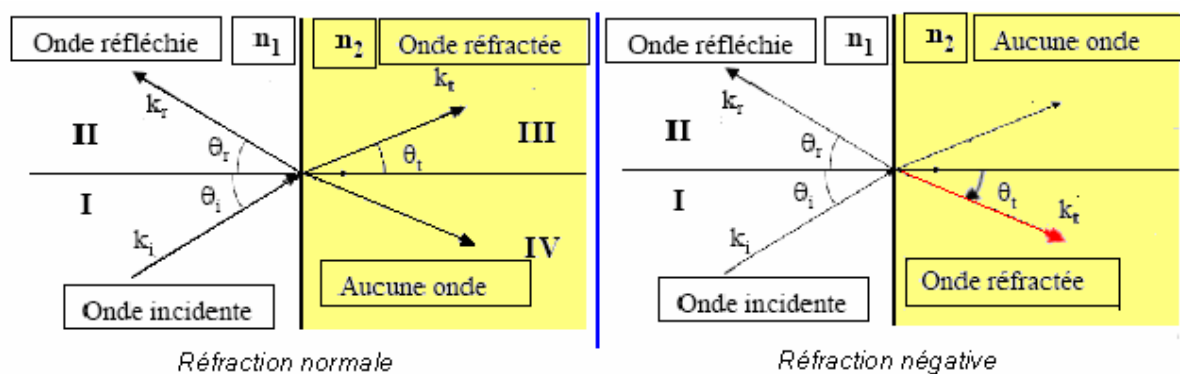 Onde réfléchie n1 n2 Onde réfractée
kr kt
II III
θr θt
I θi
ki IV
Aucune onde
Onde incidente
Réfraction normale
Onde réfléchie n1 n2 Aucune onde
kr
II
θr
I θi θt
ki kt
Onde réfractée
Onde incidente
Réfraction négative